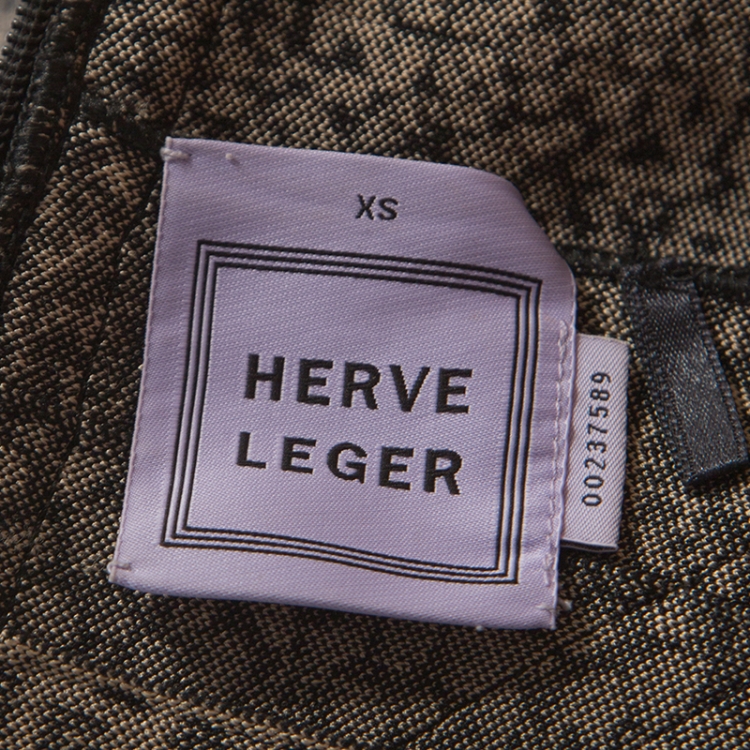 XS
HERVE
LEGER
00237589